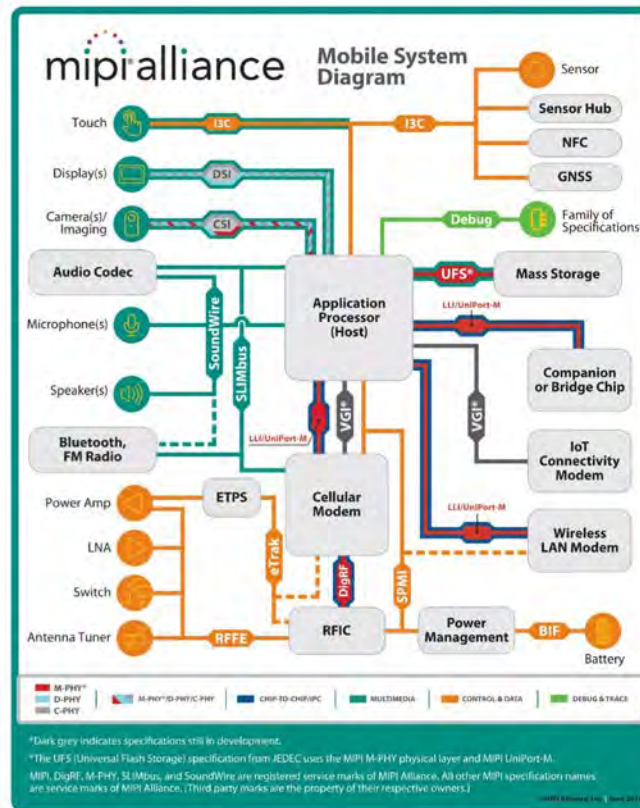 mipi alliance
Mobile System
Diagram
Sensor
Touch
I3C
I3C
Sensor Hub
NFC
GNSS
Display(s)
DSI
Camera(s)/
Imaging
CSI
Debug
Family of
Specifications
Audio Codec
UFS*
Mass Storage
Application
Processor
(Host)
Microphone(s)
SoundWire
SLIMbus
LLI/UniPort-M
Companion
or Bridge Chip
Speaker(s)
VGI*
VGI*
Bluetooth,
FM Radio
LLI/UniPort-M
IoT
Connectivity
Modem
Power Amp
ETPS
Cellular
Modem
LLI/UniPort-M
Wireless
LAN Modem
LNA
eTrak
DigRF
SPMI
Switch
Antenna Tuner
RFFE
RFIC
Power
Management
BIF
Battery
M-PHY*
D-PHY
C-PHY
M-PHY*/D-PHY/C-PHY
CHIP-TO-CHIP/IPC
MULTIMEDIA
CONTROL & DATA
DEBUG & TRACE
*Dark grey indicates specifications still in development.
*The UFS (Universal Flash Storage) specification from JEDEC uses the MIPI M-PHY physical layer and MIPI UniPort-M.
MIPI, DigRF, M-PHY, SLIMbus, and SoundWire are registered service marks of MIPI Alliance. All other MIPI specification names
are service marks of MIPI Alliance. (Third party marks are the property of their respective owners.)